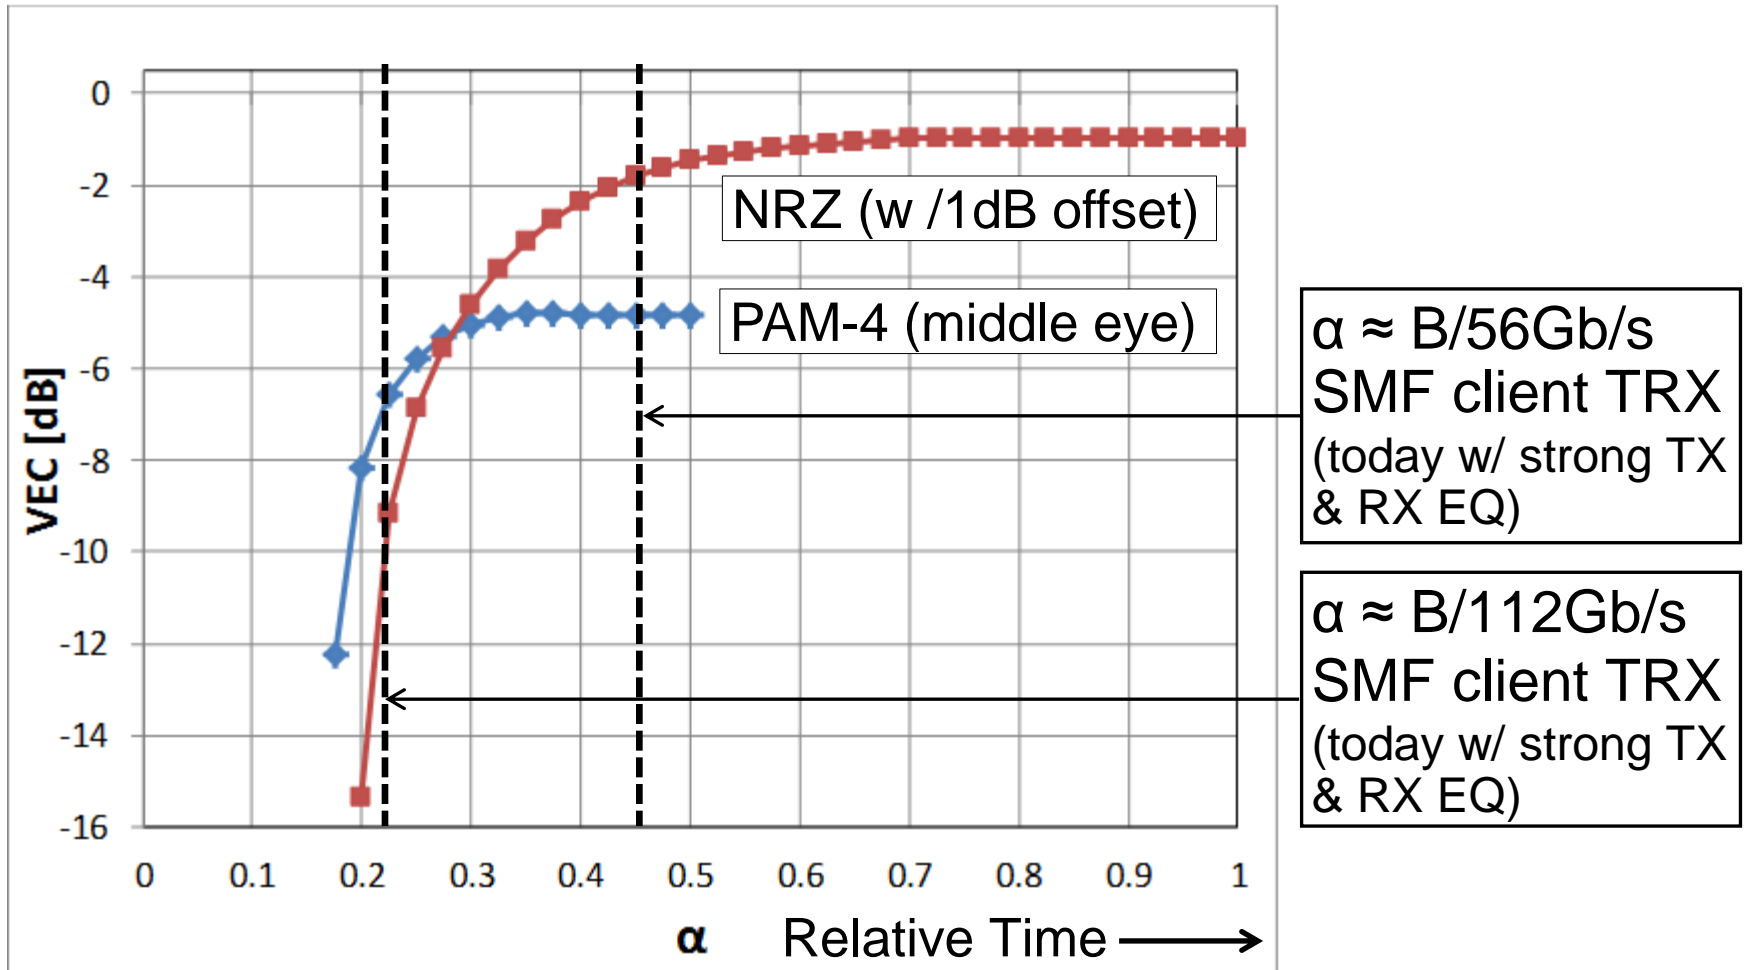 0
-2
-4
-6
-8
-10
-12
-14
-16
VEC [dB]
NRZ (w /1dB offset)
PAM-4 (middle eye)
0 0.1 0.2 0.3 0.4 0.5 0.6 0.7 0.8 0.9 1
α Relative Time
α ≈ B/56Gb/s
SMF client TRX
(today w/ strong TX
& RX EQ)
α ≈ B/112Gb/s
SMF client TRX
(today w/ strong TX
& RX EQ)